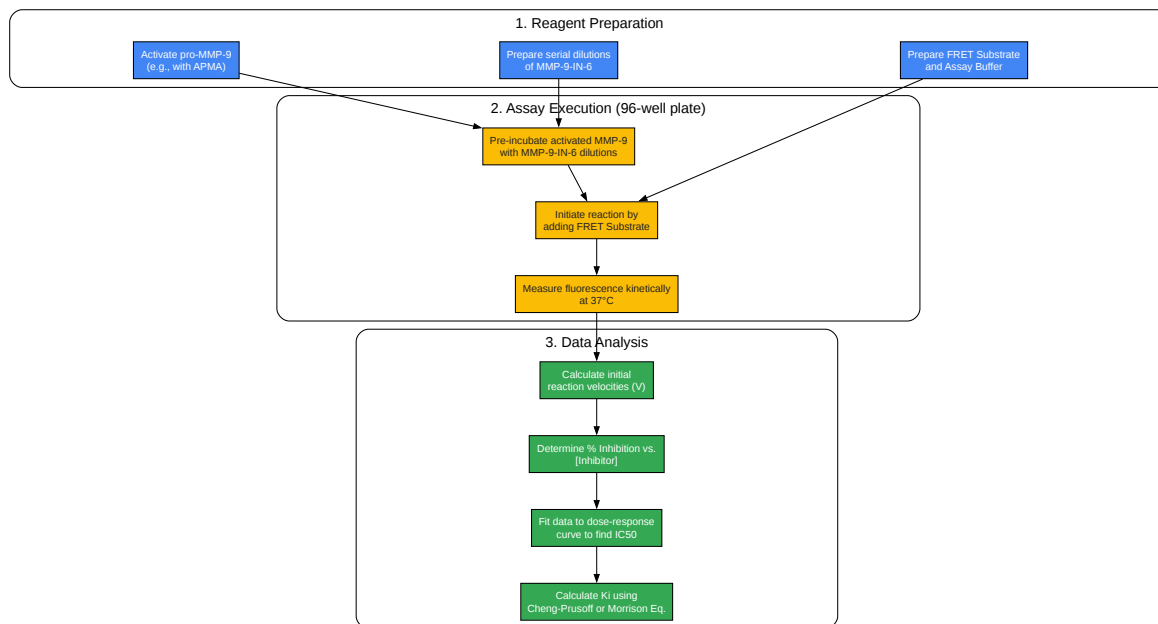 1. Reagent Preparation
Activate pro-MMP-9
(e.g., with APMA)
Prepare serial dilutions
of MMP-9-IN-6
Prepare FRET Substrate
and Assay Buffer
2. Assay Execution (96-well plate)
Pre-incubate activated MMP-9
with MMP-9-IN-6 dilutions
Initiate reaction by
adding FRET Substrate
Measure fluorescence kinetically
at 37°C
3. Data Analysis
Calculate initial
reaction velocities (V)
Determine % Inhibition vs.
[Inhibitor]
Fit data to dose-response
curve to find IC50
Calculate Ki using
Cheng-Prusoff or Morrison Eq.